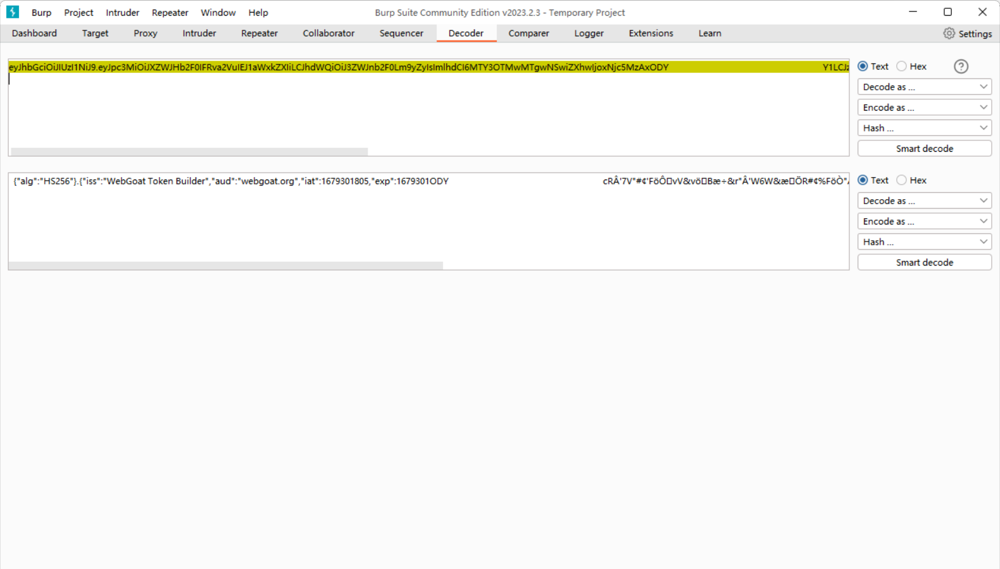 Burp Project Intruder Repeater Window Help Burp Suite Community Edition v2023.2.3 - Temporary Project
Dashboard Target Proxy Intruder Repeater Collaborator Sequencer Decoder Comparer Logger Extensions Learn Settings
eyJhbGciOiJIUzI1NiJ9.eyJpc3MiOiJXZWJHb2F0IFRva2VuIEJ1aWxkZXIiLCJhdWQiOiJ3ZWJnb2F0Lm9yZyIsImlhdCI6MTY3OTMwMTgwNSwiZXhwIjoxNjc5MzAxODY Y1LCJz
Text Hex
Decode as ...
Encode as ...
Hash ...
Smart decode
{"alg":"HS256"}.{"iss":"WebGoat Token Builder","aud":"webgoat.org","iat":1679301805,"exp":1679301ODY cRÂ'7V"#¢'FöÔ▯vV&vö▯Bæ÷&r"Â'W6W&æ▯ÖR#¢%FöÒ"
Text Hex
Decode as ...
Encode as ...
Hash ...
Smart decode